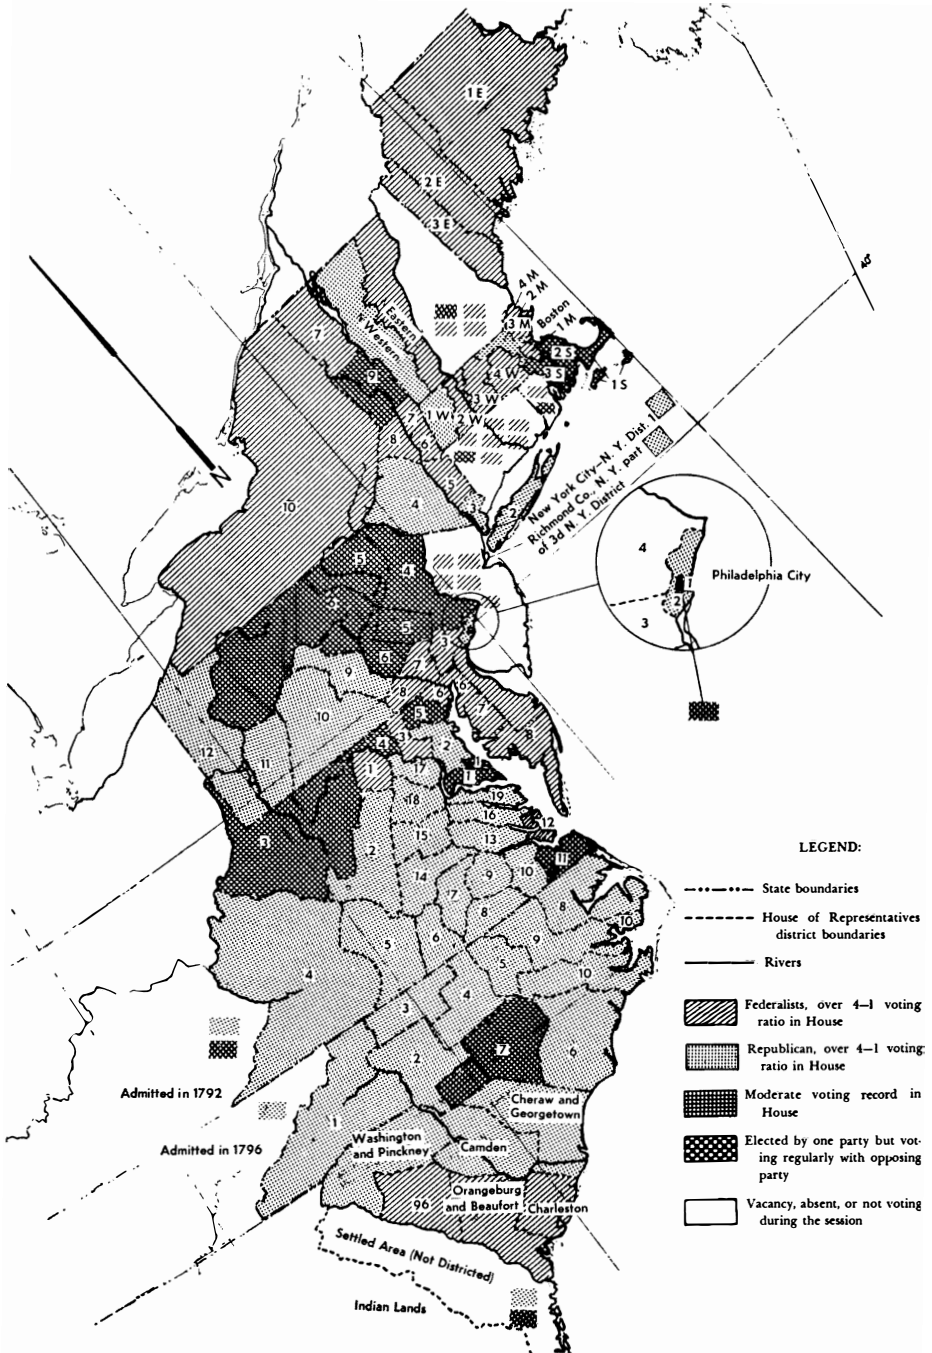 1 E
2 E
3 E
40°
4 M
2 M
Boston
1 M
3 M
Eastern
Western
7
2 S
9
4 W
3 S
1 S
3 W
1 W
2 W
7
8
6
5
New York City–N. Y. Dist. 1
Richmond Co., N. Y. part
of 3d N. Y. District
N
10
4
3
2
4
Philadelphia City
1
2
3
5
4
3
5
3
6
7
9
8
6
6
7
10
5
8
3
4
2
12
11
1
1
1
17
19
18
16
12
15
13
3
2
11
14
9
10
17
8
8
10
6
9
5
5
4
10
3
4
7
6
2
Admitted in 1792
Cheraw and
Georgetown
1
Admitted in 1796
Washington
and Pinckney
Camden
Orangeburg
and Beaufort
96
Charleston
Settled Area (Not Districted)
Indian Lands
LEGEND:
State boundaries
House of Representatives
district boundaries
Rivers
Federalists, over 4–1 voting
ratio in House
Republican, over 4–1 voting
ratio in House
Moderate voting record in
House
Elected by one party but vot-
ing regularly with opposing
party
Vacancy, absent, or not voting
during the session